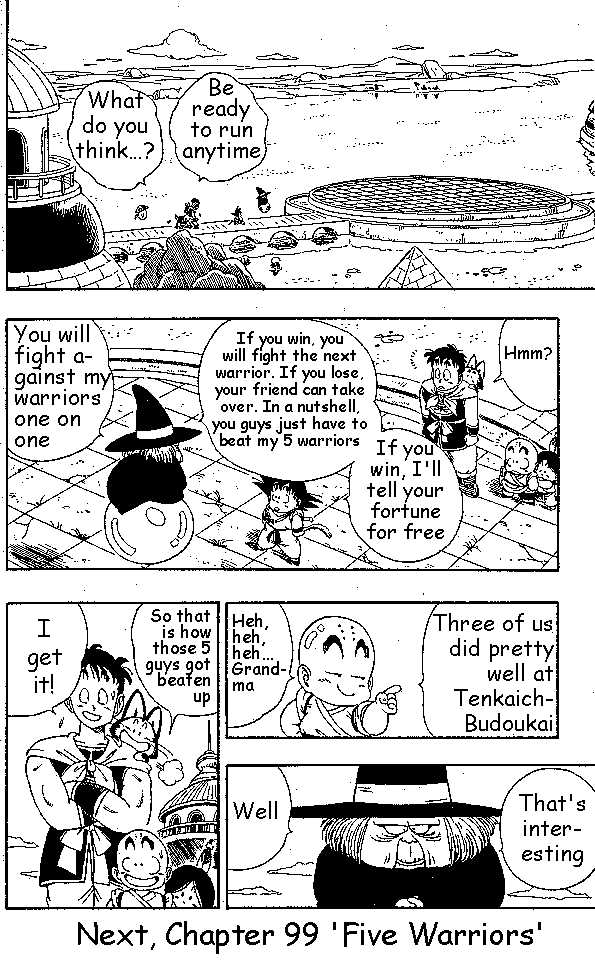 What
do you
think...?
Be
ready
to run
anytime
You will
fight a-
gainst my
warriors
one on
one
If you win, you
will fight the next
warrior. If you lose,
your friend can take
over. In a nutshell,
you guys just have to
beat my 5 warriors
If you
win, I'll
tell your
fortune
for free
Hmm?
I
get
it!
So that
is how
those 5
guys got
beaten
up
Heh,
heh,
heh...
Grand-
ma
Three of us
did pretty
well at
Tenkaich-
Budoukai
Well
That's
inter-
esting
Next, Chapter 99 'Five Warriors'